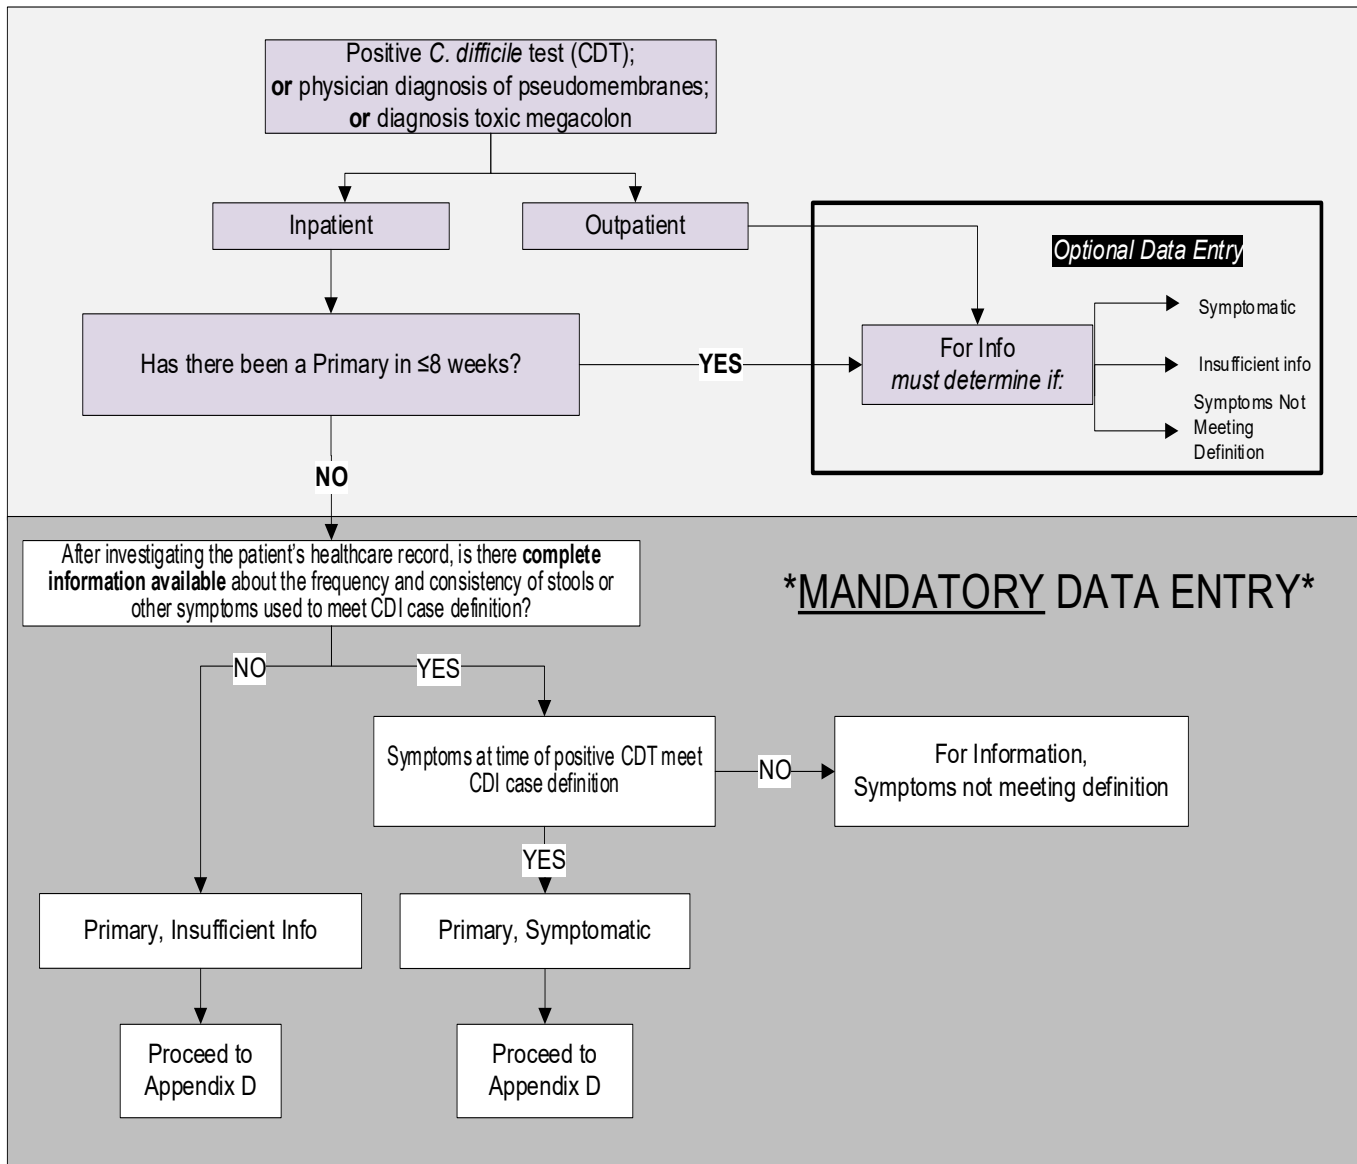 Positive C. difficile test (CDT);
or physician diagnosis of pseudomembranes;
or diagnosis toxic megacolon
Inpatient
Outpatient
Optional Data Entry
Symptomatic
Has there been a Primary in ≤8 weeks?
YES
For Info
must determine if:
Insufficient info
Symptoms Not
Meeting
Definition
NO
After investigating the patient’s healthcare record, is there complete
information available about the frequency and consistency of stools or
other symptoms used to meet CDI case definition?
*MANDATORY DATA ENTRY*
NO
YES
Symptoms at time of positive CDT meet
CDI case definition
NO
For Information,
Symptoms not meeting definition
YES
Primary, Insufficient Info
Primary, Symptomatic
Proceed to
Appendix D
Proceed to
Appendix D